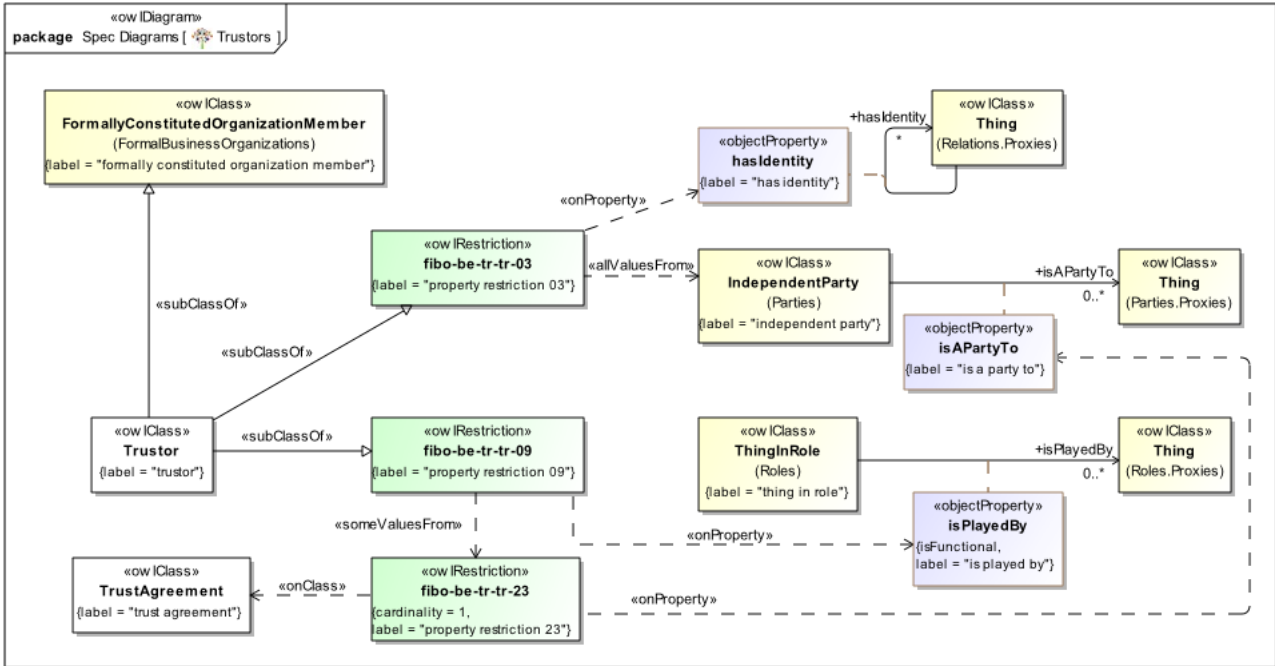 «owlDiagram»
package Spec Diagrams [ Trustors ]
«owlClass»
FormallyConstitutedOrganizationMember
(FormalBusinessOrganizations)
{label = "formally constituted organization member"}
«objectProperty»
hasIdentity
{label = "has identity"}
+hasIdentity
*
«owlClass»
Thing
(Relations.Proxies)
«onProperty»
«owlRestriction»
fibo-be-tr-tr-03
{label = "property restriction 03"}
«allValuesFrom»
«owlClass»
IndependentParty
(Parties)
{label = "independent party"}
+isAPartyTo
0..*
«owlClass»
Thing
(Parties.Proxies)
«objectProperty»
isAPartyTo
{label = "is a party to"}
«subClassOf»
«subClassOf»
«owlClass»
Trustor
{label = "trustor"}
«subClassOf»
«owlRestriction»
fibo-be-tr-tr-09
{label = "property restriction 09"}
«owlClass»
ThingInRole
(Roles)
{label = "thing in role"}
+isPlayedBy
0..*
«owlClass»
Thing
(Roles.Proxies)
«objectProperty»
isPlayedBy
{isFunctional,
label = "is played by"}
«someValuesFrom»
«onProperty»
«owlClass»
TrustAgreement
{label = "trust agreement"}
«onClass»
«owlRestriction»
fibo-be-tr-tr-23
{cardinality = 1,
label = "property restriction 23"}
«onProperty»